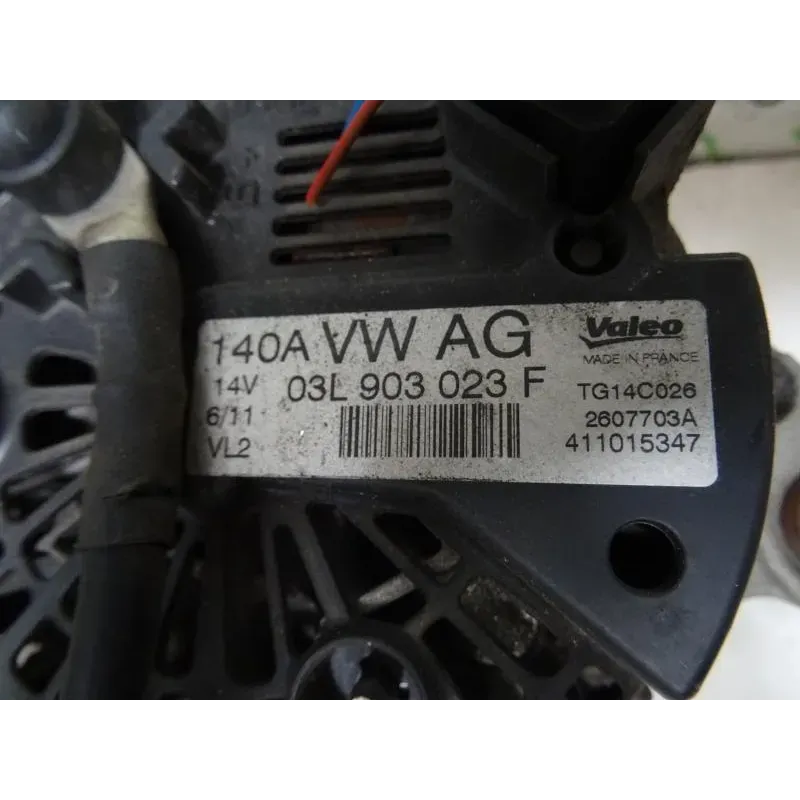 140A VW AG
14V 03L 903 023 F
6/11
VL2
Valeo
MADE IN FRANCE
TG14C026
2607703A
411015347